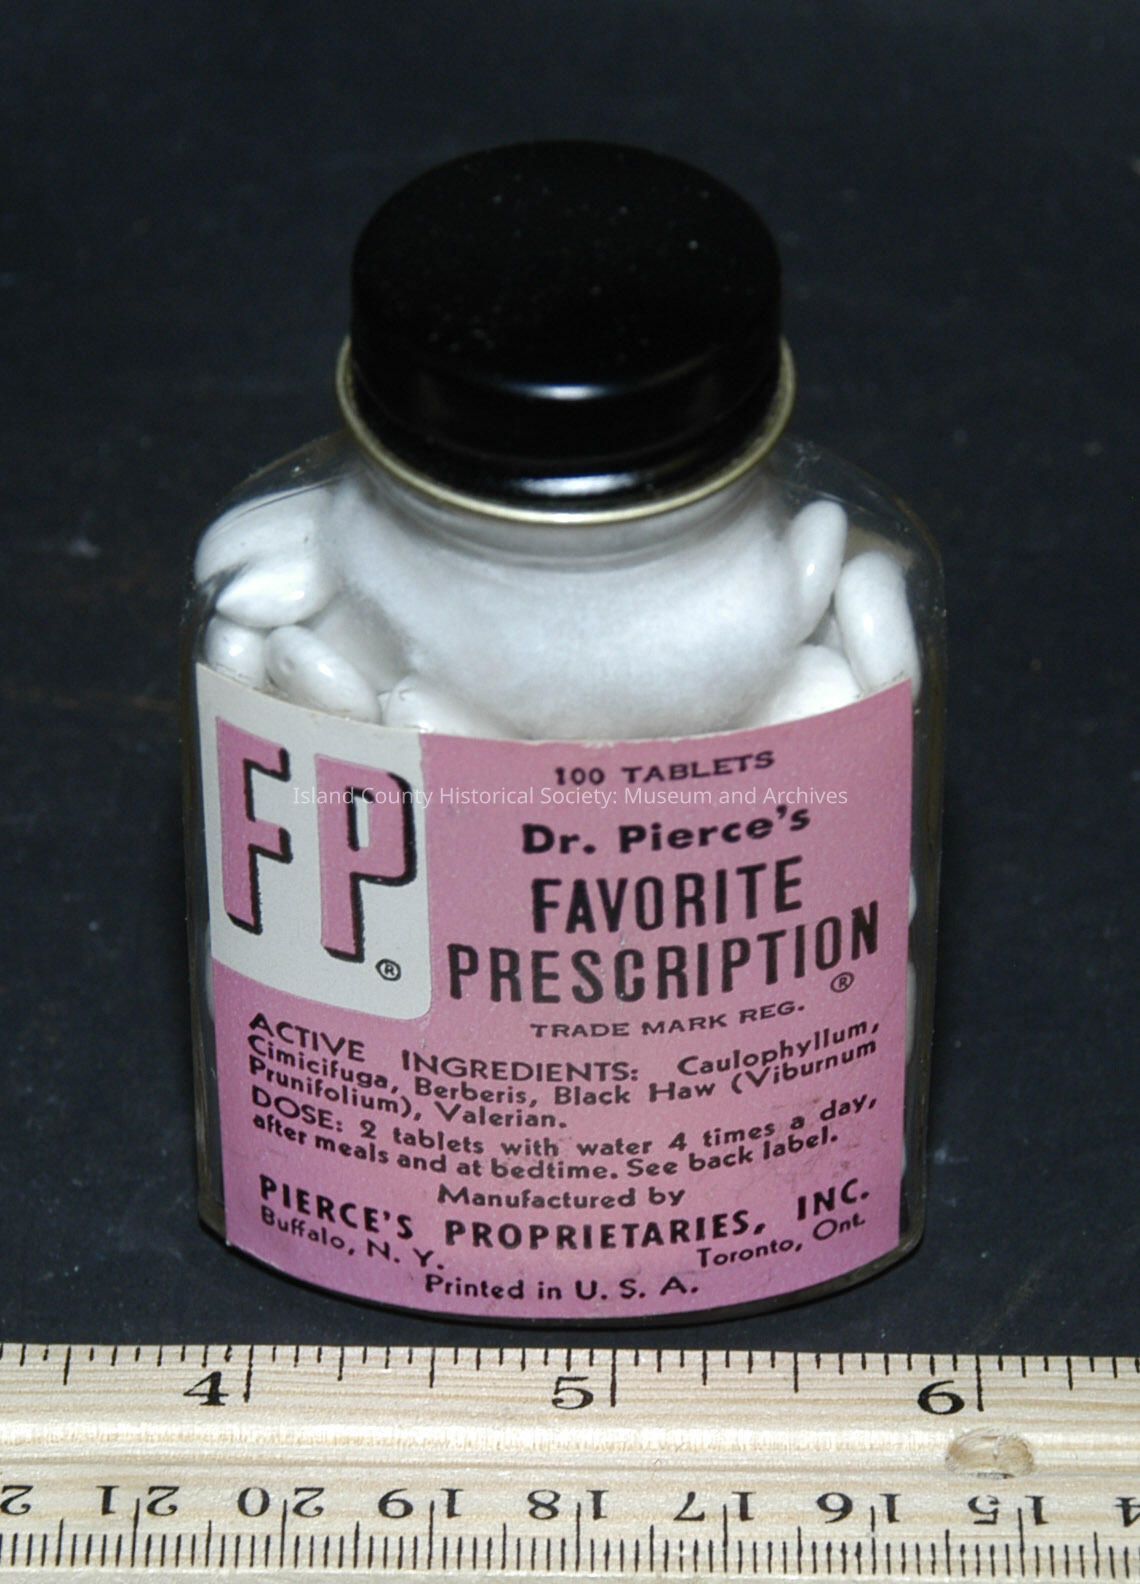 FP®
100 TABLETS
Island County Historical Society: Museum and Archives
Dr. Pierce's
FAVORITE
PRESCRIPTION®
TRADE MARK REG.
ACTIVE INGREDIENTS: Caulophyllum,
Cimicifuga, Berberis, Black Haw (Viburnum
Prunifolium), Valerian.
DOSE: 2 tablets with water 4 times a day,
after meals and at bedtime. See back label.
Manufactured by
PIERCE'S PROPRIETARIES, INC.
Buffalo, N. Y. Toronto, Ont.
Printed in U. S. A.
4 5 6
21 20 19 18 17 16 15